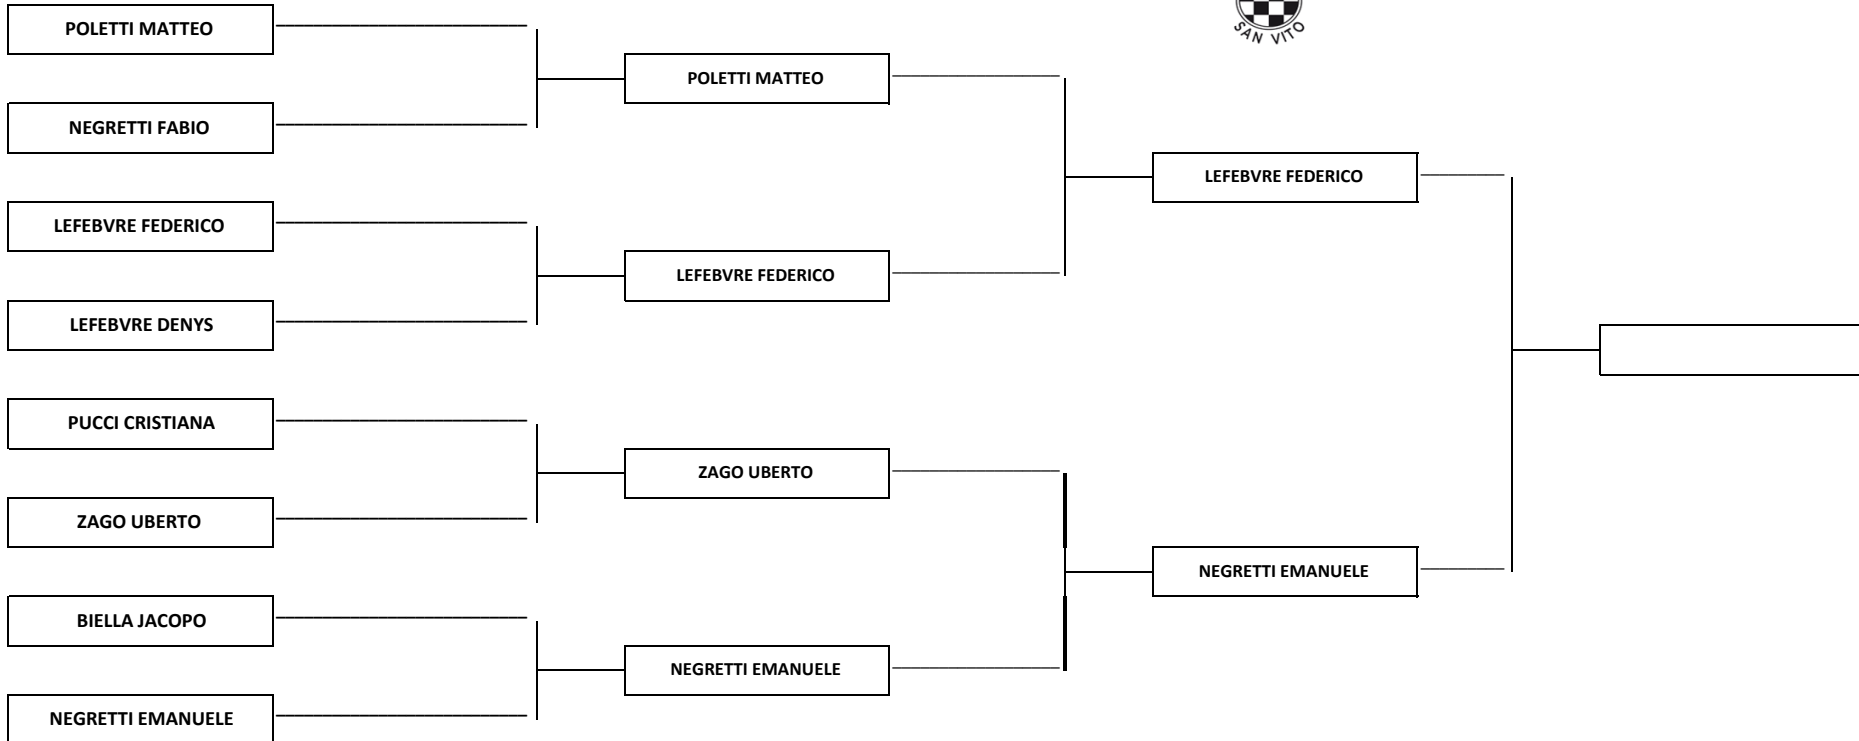 POLETTI MATTEO
NEGRETTI FABIO
LEFEBVRE FEDERICO
LEFEBVRE DENYS
PUCCI CRISTIANA
ZAGO UBERTO
BIELLA JACOPO
NEGRETTI EMANUELE
POLETTI MATTEO
LEFEBVRE FEDERICO
ZAGO UBERTO
NEGRETTI EMANUELE
LEFEBVRE FEDERICO
NEGRETTI EMANUELE
SAN VITO